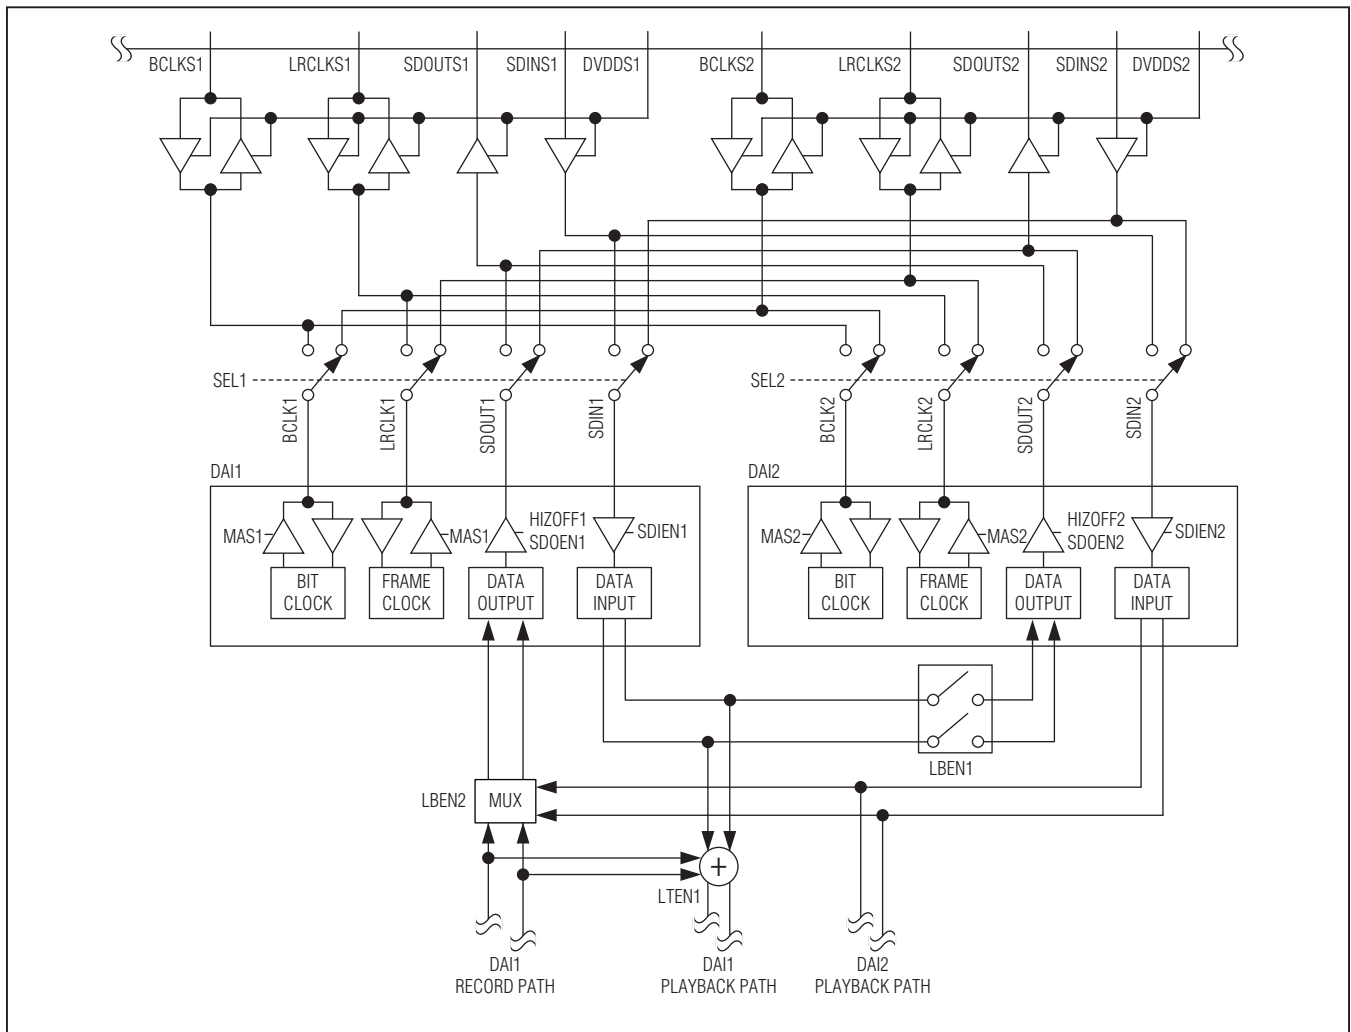 BCLKS1 LRCLKS1 SDOUTS1 SDINS1 DVDDS1 BCLKS2 LRCLKS2 SDOUTS2 SDINS2 DVDDS2
SEL1 SEL2
BCLK1 LRCLK1 SDOUT1 SDIN1 BCLK2 LRCLK2 SDOUT2 SDIN2
DAI1 DAI2
MAS1 MAS1 HIZOFF1 SDIEN1 MAS2 MAS2 HIZOFF2 SDIEN2
SDOEN1 SDOEN2
BIT FRAME DATA DATA BIT FRAME DATA DATA
CLOCK CLOCK OUTPUT INPUT CLOCK CLOCK OUTPUT INPUT
LBEN1
LBEN2 MUX
+
LTEN1
DAI1 DAI1 DAI2
RECORD PATH PLAYBACK PATH PLAYBACK PATH